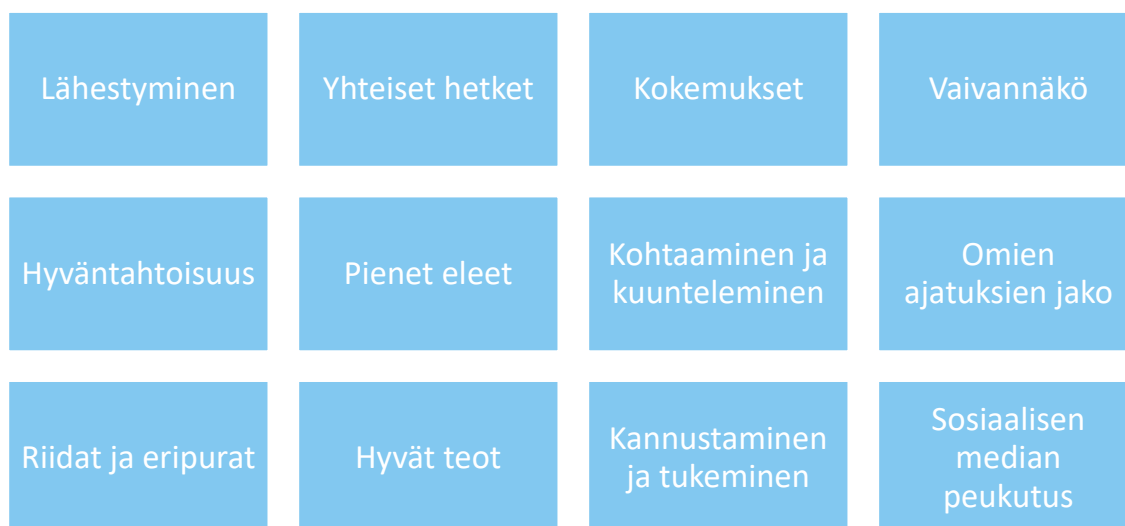 Lähestyminen
Yhteiset hetket
Kokemukset
Vaivannäkö
Hyväntahtoisuus
Pienet eleet
Kohtaaminen ja
kuunteleminen
Omien
ajatuksien jako
Riidat ja eripurat
Hyvät teot
Kannustaminen
ja tukeminen
Sosiaalisen
median
peukutus